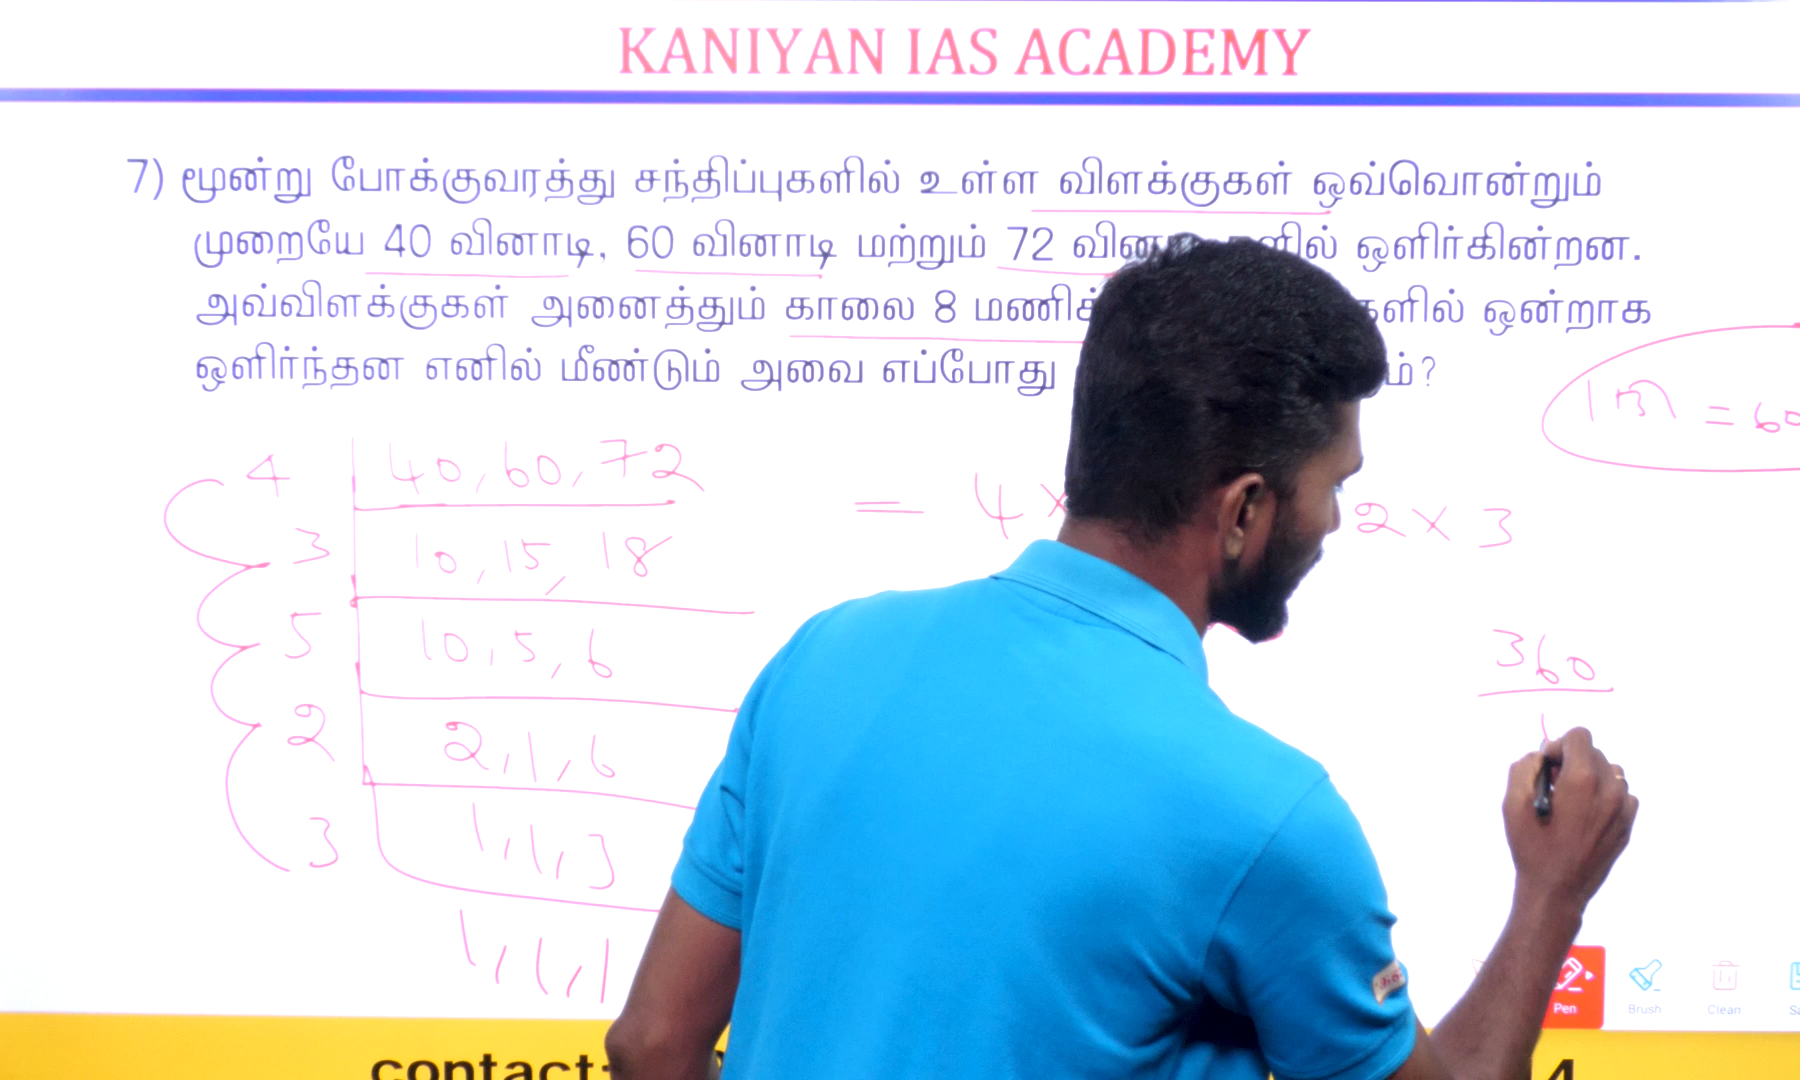 KANIYAN IAS ACADEMY
7) மூன்று போக்குவரத்து சந்திப்புகளில் உள்ள விளக்குகள் ஒவ்வொன்றும்
முறையே 40 வினாடி, 60 வினாடி மற்றும் 72 ளில் ஒளிர்கின்றன.
அவ்விளக்குகள் அனைத்தும் காலை 8 களில் ஒன்றாக
ஒளிர்ந்தன எனில் மீண்டும் அவை எப்போது ம்?
= 60
4 40, 60, 72
= 4 × 2 × 3
3 10, 15, 18
5 10, 5, 6
360
2 2, 1, 6
3 1, 1, 3
1, 1, 1
Pen Brush Clean
contact: